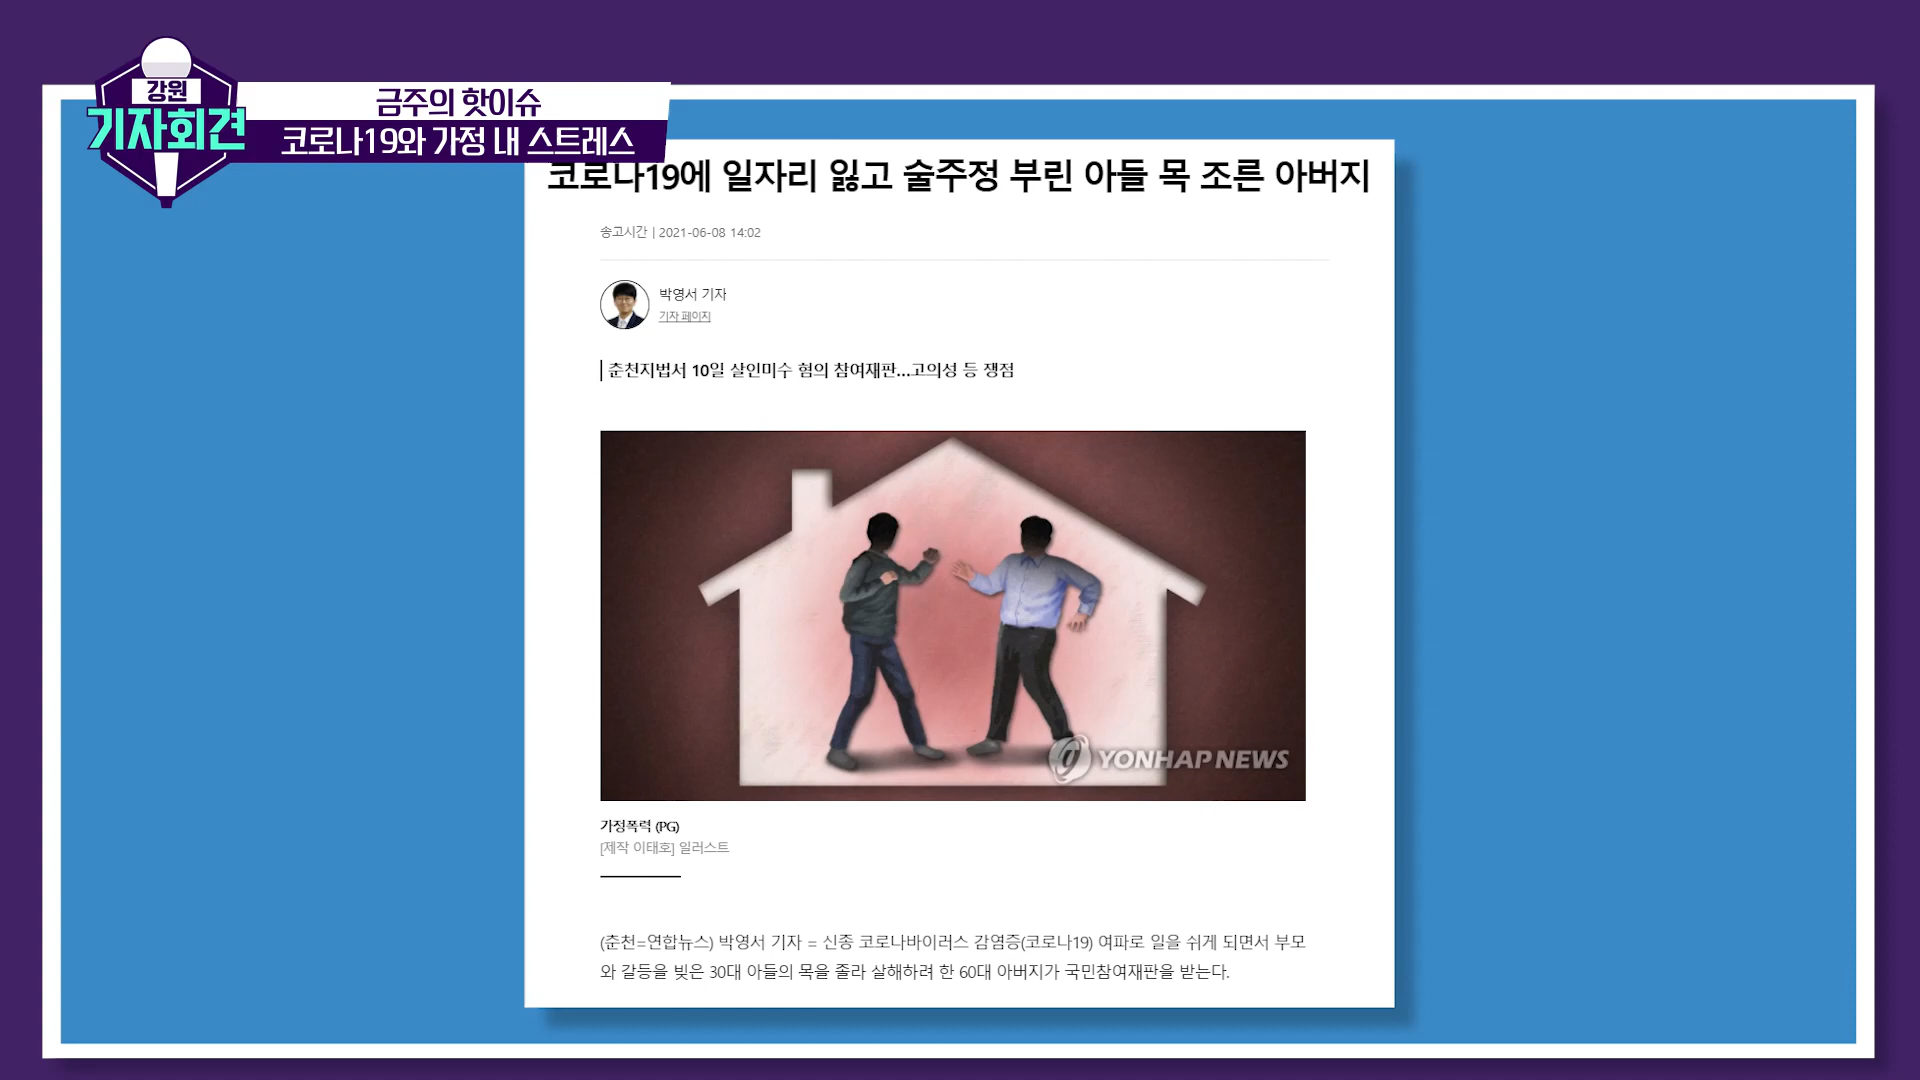 강원
기자회견
금주의 핫이슈
코로나19와 가정 내 스트레스
코로나19에 일자리 잃고 술주정 부린 아들 목 조른 아버지
송고시간 | 2021-06-08 14:02
박영서 기자
기자 페이지
춘천지법서 10일 살인미수 혐의 참여재판...고의성 등 쟁점
YONHAP NEWS
가정폭력 (PG)
[제작 이태호] 일러스트
(춘천=연합뉴스) 박영서 기자 = 신종 코로나바이러스 감염증(코로나19) 여파로 일을 쉬게 되면서 부모
와 갈등을 빚은 30대 아들의 목을 졸라 살해하려 한 60대 아버지가 국민참여재판을 받는다.